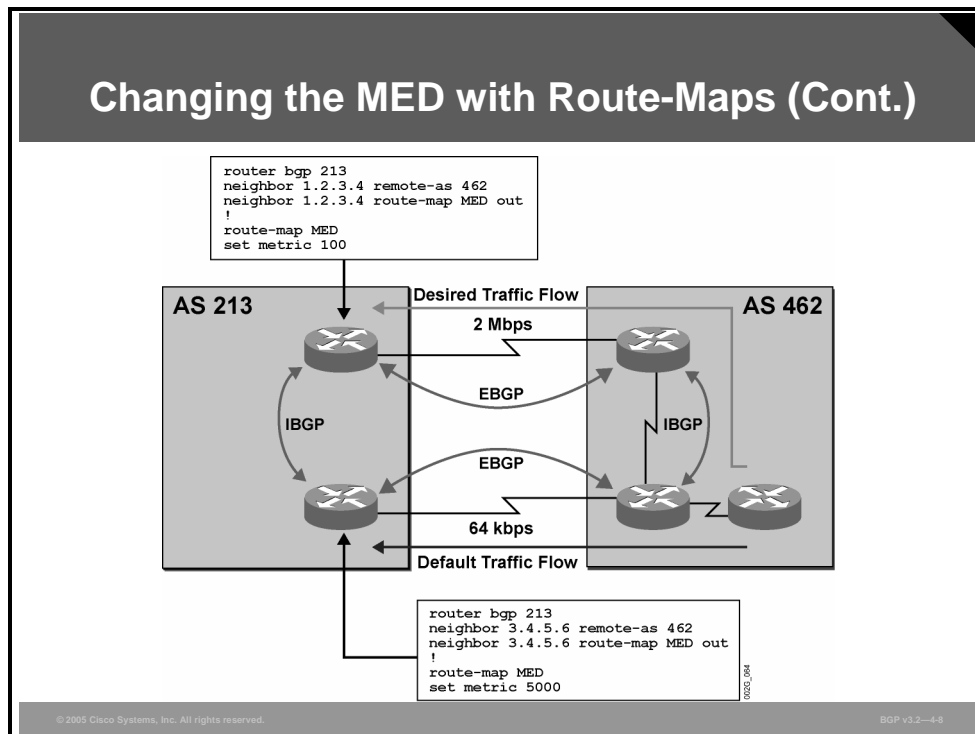 Changing the MED with Route-Maps (Cont.)
router bgp 213
neighbor 1.2.3.4 remote-as 462
neighbor 1.2.3.4 route-map MED out
!
route-map MED
set metric 100
AS 213
Desired Traffic Flow
AS 462
2 Mbps
EBGP
IBGP
IBGP
EBGP
64 kbps
Default Traffic Flow
router bgp 213
neighbor 3.4.5.6 remote-as 462
neighbor 3.4.5.6 route-map MED out
!
route-map MED
set metric 5000
002G_064
© 2005 Cisco Systems, Inc. All rights reserved.
BGP v3.2—4-8